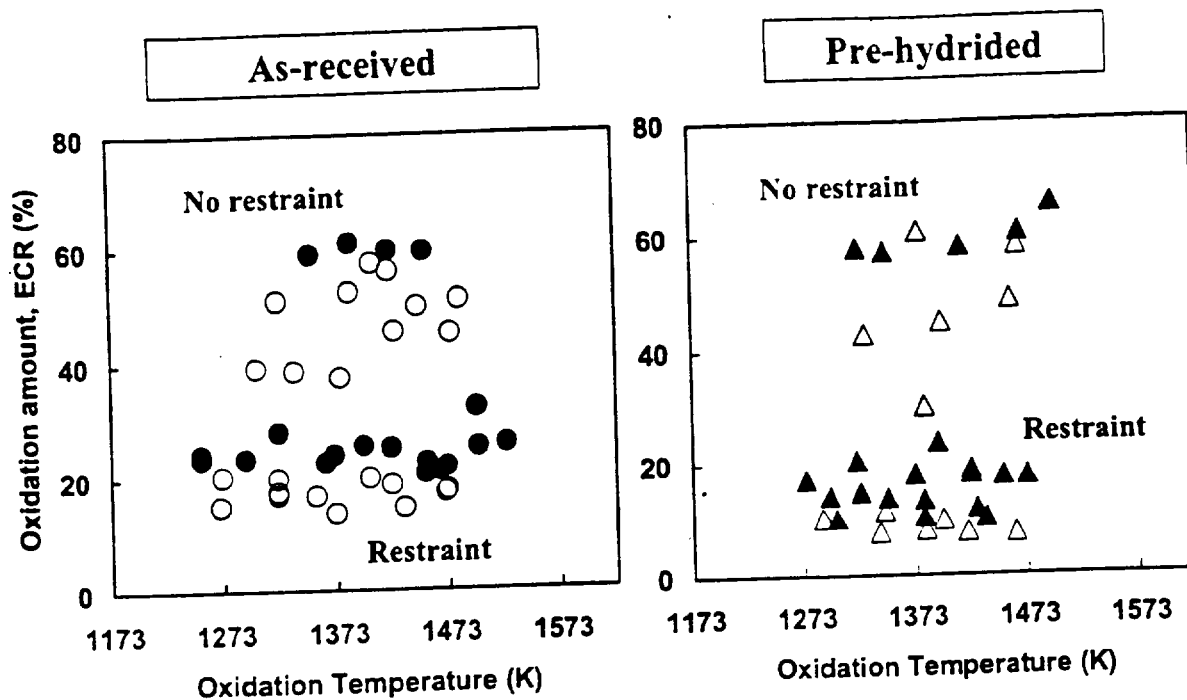 As-received
Pre-hydrided
Oxidation amount, ECR (%)
80
60
40
20
0
No restraint
Restraint
1173 1273 1373 1473 1573
Oxidation Temperature (K)
80
60
40
20
0
No restraint
Restraint
1173 1273 1373 1473 1573
Oxidation Temperature (K)